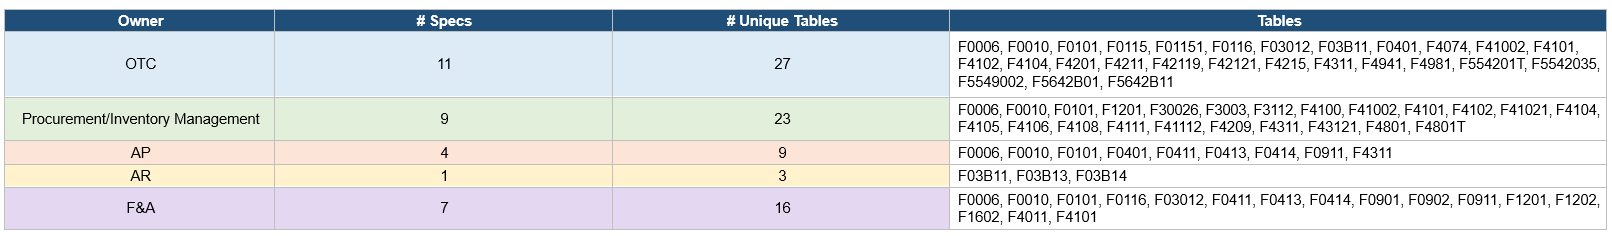 Owner # Specs # Unique Tables Tables
OTC 11 27 F0006, F0010, F0101, F0115, F01151, F0116, F03012, F03B11, F0401, F4074, F41002, F4101,
F4102, F4104, F4201, F4211, F42119, F42121, F4215, F4311, F4941, F4981, F554201T, F5542035,
F5549002, F5642B01, F5642B11
Procurement/Inventory Management 9 23 F0006, F0010, F0101, F1201, F30026, F3003, F3112, F4100, F41002, F4101, F4102, F41021, F4104,
F4105, F4106, F4108, F4111, F41112, F4209, F4311, F43121, F4801, F4801T
AP 4 9 F0006, F0010, F0101, F0401, F0411, F0413, F0414, F0911, F4311
AR 1 3 F03B11, F03B13, F03B14
F&A 7 16 F0006, F0010, F0101, F0116, F03012, F0411, F0413, F0414, F0901, F0902, F0911, F1201, F1202,
F1602, F4011, F4101